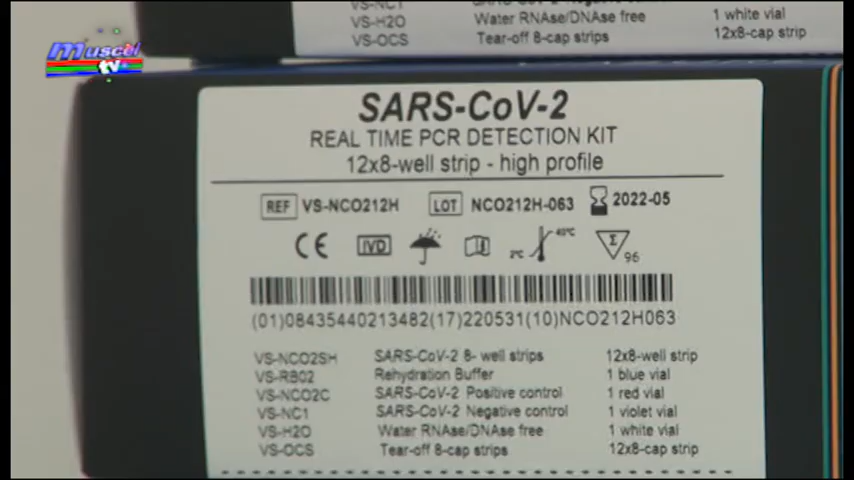 VS-NC1
VS-H2O Water RNAse/DNAse free 1 white vial
VS-OCS Tear-off 8-cap strips 12x8-cap strip
Muscel
tv
SARS-CoV-2
REAL TIME PCR DETECTION KIT
12x8-well strip - high profile
REF VS-NCO212H LOT NCO212H-063 2022-05
CE IVD i 2ºC 40ºC Σ 96
(01)08435440213482(17)220531(10)NCO212H063
VS-NCO2SH SARS-CoV-2 8- well strips 12x8-well strip
VS-RB02 Rehydration Buffer 1 blue vial
VS-NCO2C SARS-CoV-2 Positive control 1 red vial
VS-NC1 SARS-CoV-2 Negative control 1 violet vial
VS-H2O Water RNAse/DNAse free 1 white vial
VS-OCS Tear-off 8-cap strips 12x8-cap strip